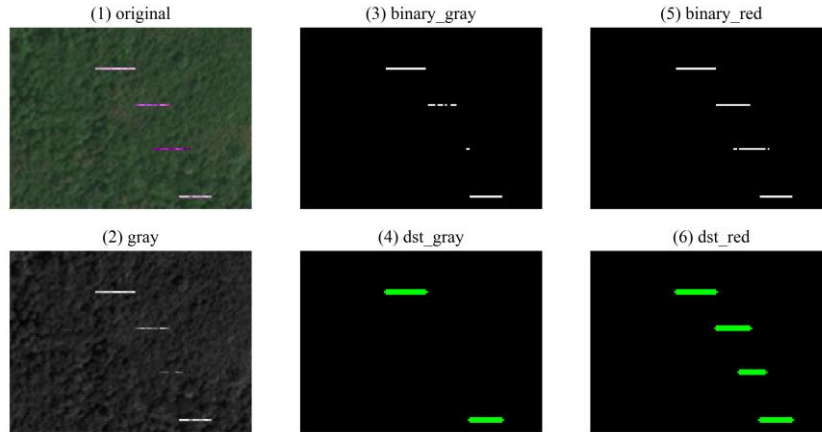 (1) original
(3) binary_gray
(5) binary_red
(2) gray
(4) dst_gray
(6) dst_red